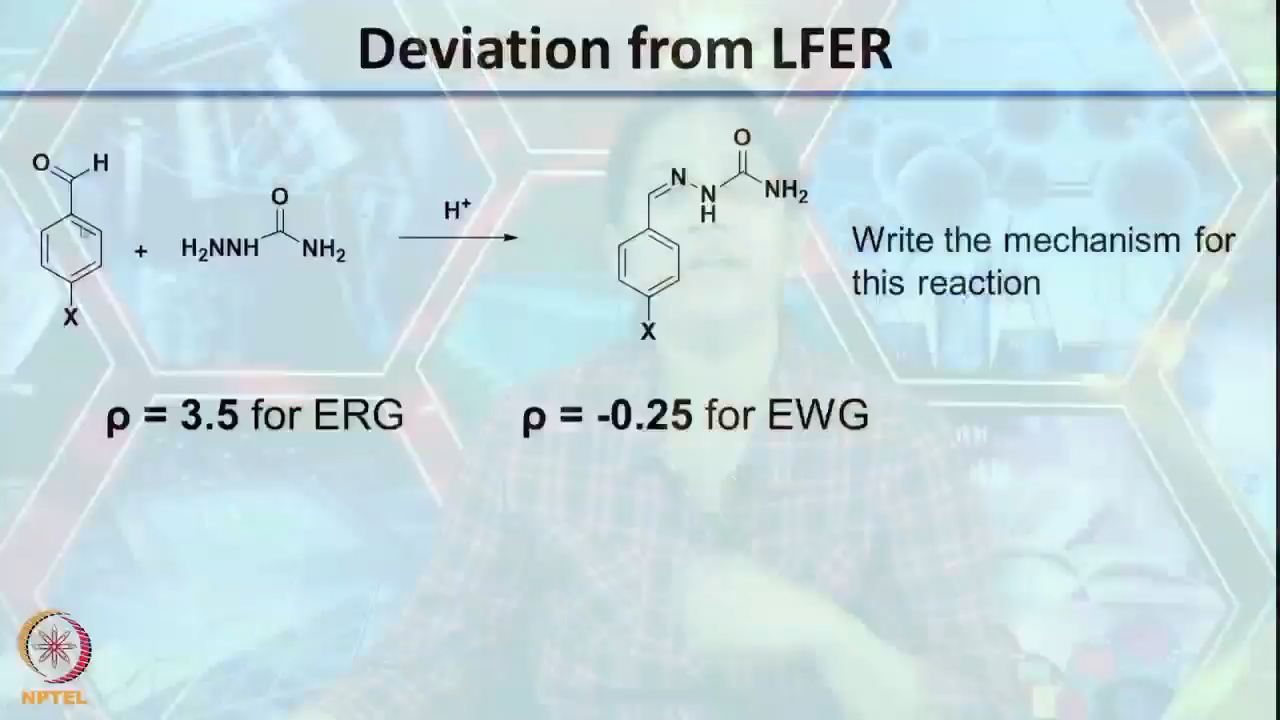 Deviation from LFER
O H
X
+
H₂NNH O NH₂
H⁺
N N H O NH₂
X
Write the mechanism for
this reaction
ρ = 3.5 for ERG
ρ = -0.25 for EWG
NPTEL